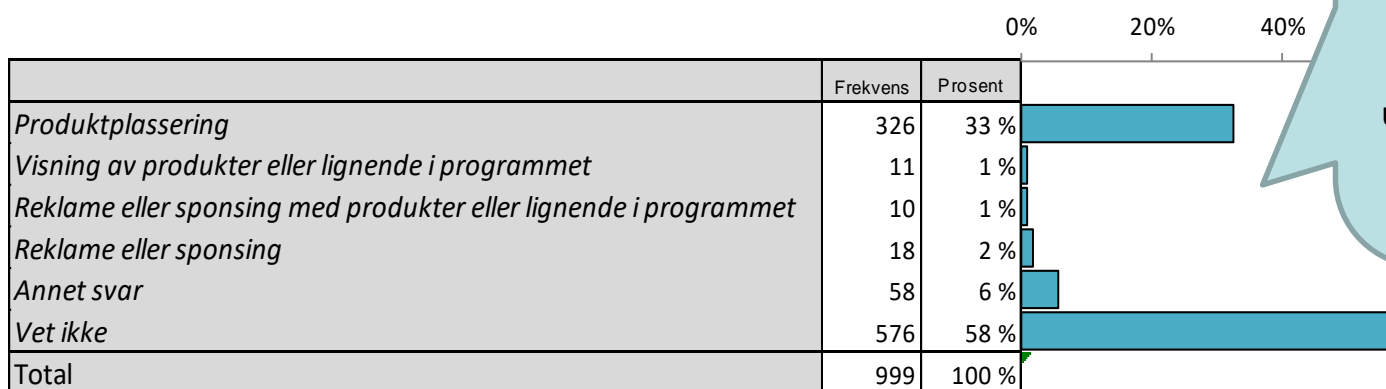 0% 20% 40%
Frekvens Prosent
Produktplassering 326 33 %
Visning av produkter eller lignende i programmet 11 1 %
Reklame eller sponsing med produkter eller lignende i programmet 10 1 %
Reklame eller sponsing 18 2 %
Annet svar 58 6 %
Vet ikke 576 58 %
Total 999 100 %